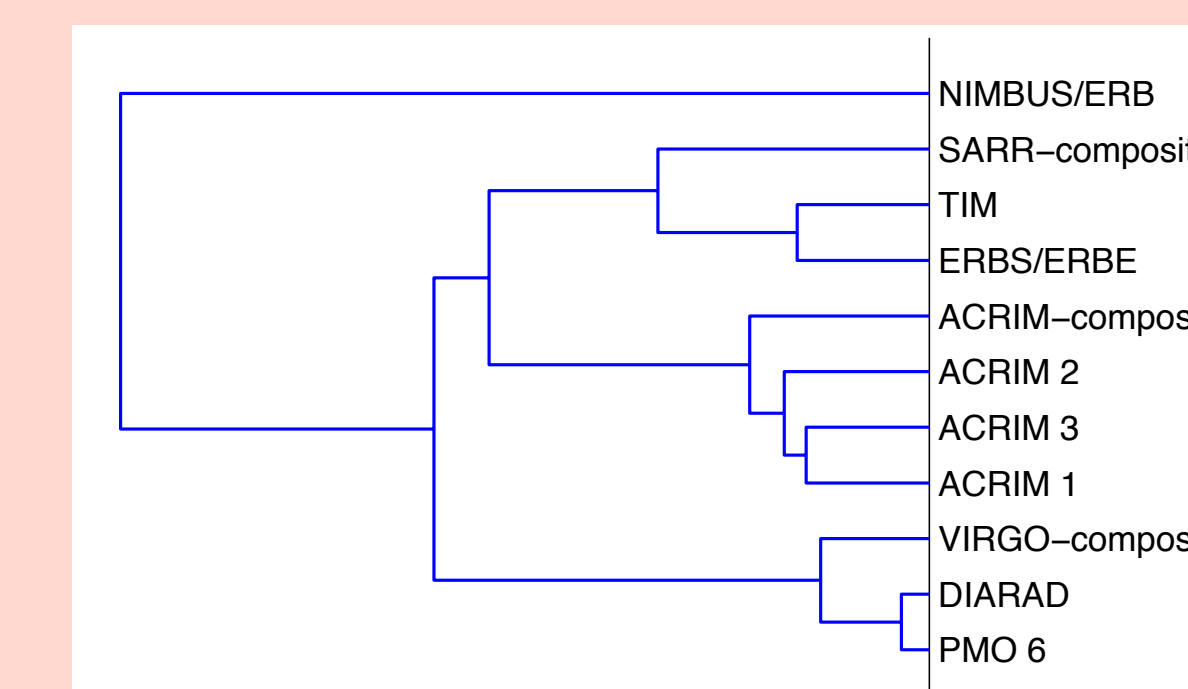 NIMBUS/ERB
SARR−composit
TIM
ERBS/ERBE
ACRIM−compos
ACRIM 2
ACRIM 3
ACRIM 1
VIRGO−compos
DIARAD
PMO 6